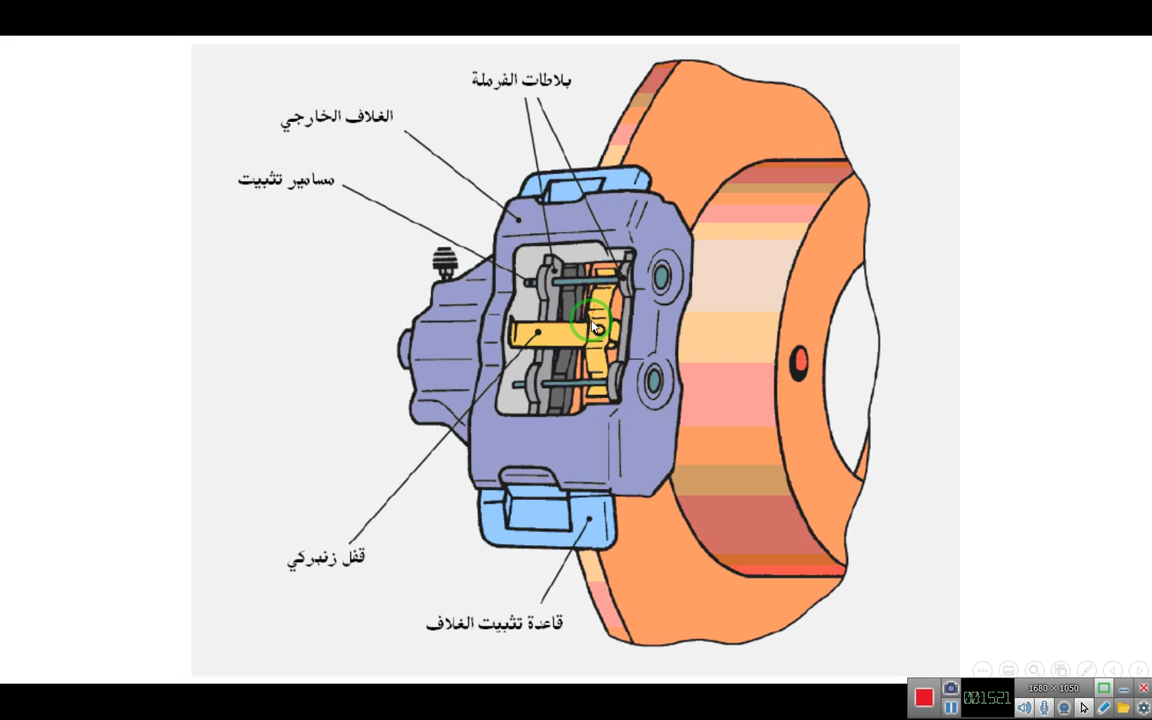 بلاطات الفرملة
الغلاف الخارجي
مسامير تثبيت
قفل زنبركي
قاعدة تثبيت الغلاف
1680 × 1050
00:15:21